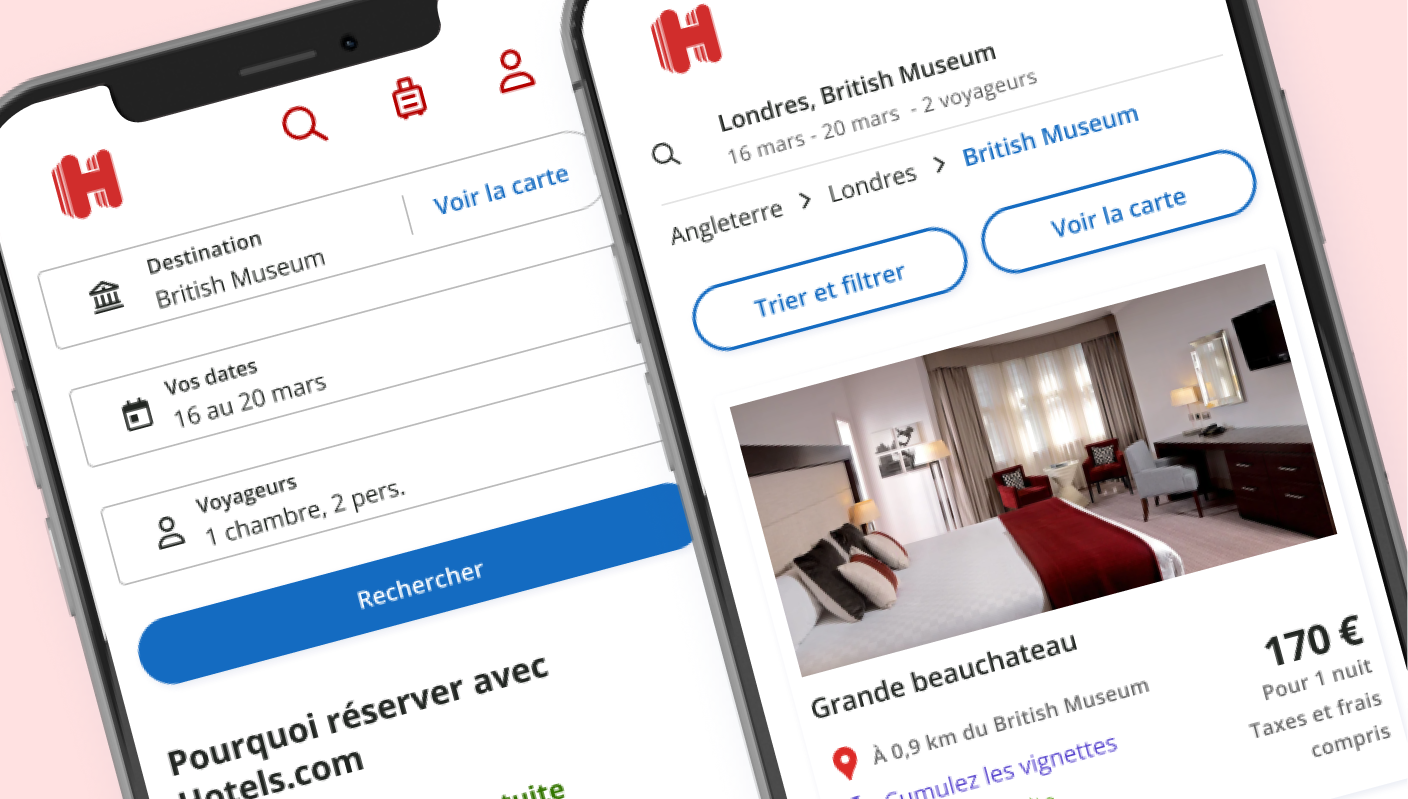 Destination
British Museum
Voir la carte
Vos dates
16 au 20 mars
Voyageurs
1 chambre, 2 pers.
Rechercher
Pourquoi réserver avec
Hotels.com
Londres, British Museum
16 mars - 20 mars - 2 voyageurs
Angleterre > Londres > British Museum
Trier et filtrer
Voir la carte
Grande beauchateau
À 0,9 km du British Museum
Cumulez les vignettes
170 €
Pour 1 nuit
Taxes et frais
compris